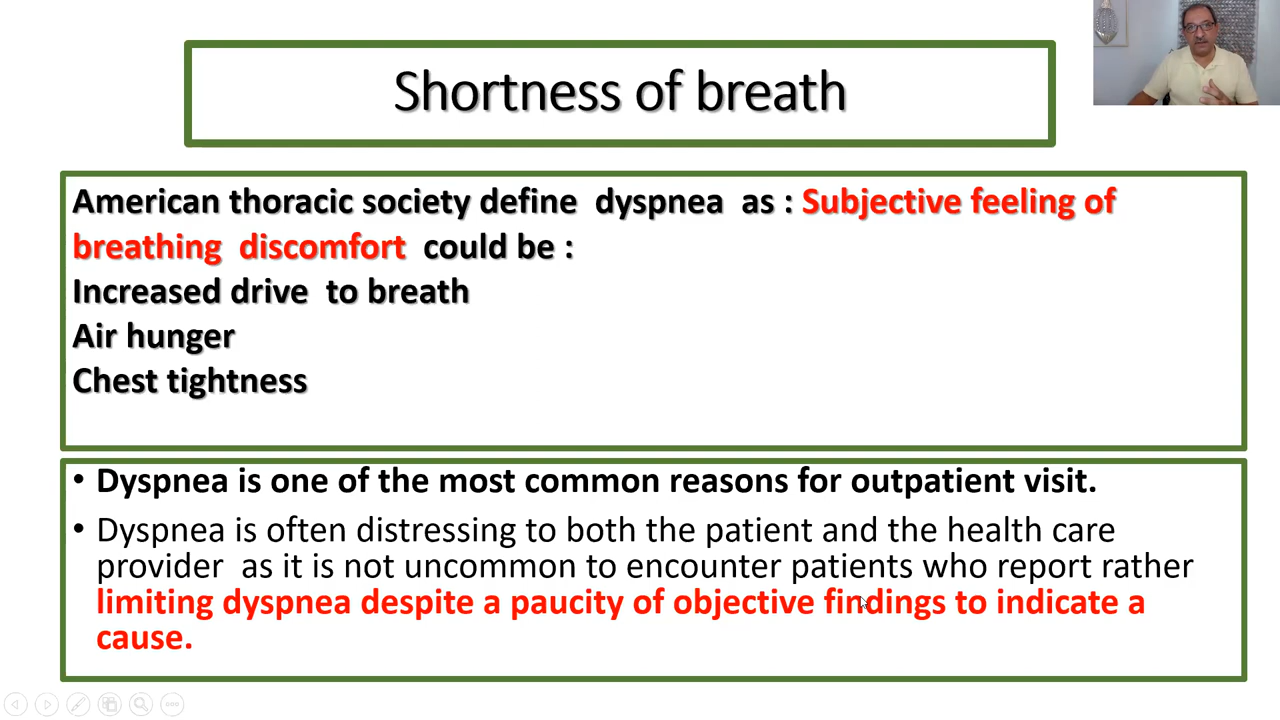 Shortness of breath
American thoracic society define dyspnea as : Subjective feeling of
breathing discomfort could be :
Increased drive to breath
Air hunger
Chest tightness
• Dyspnea is one of the most common reasons for outpatient visit.
• Dyspnea is often distressing to both the patient and the health care
provider as it is not uncommon to encounter patients who report rather
limiting dyspnea despite a paucity of objective findings to indicate a
cause.